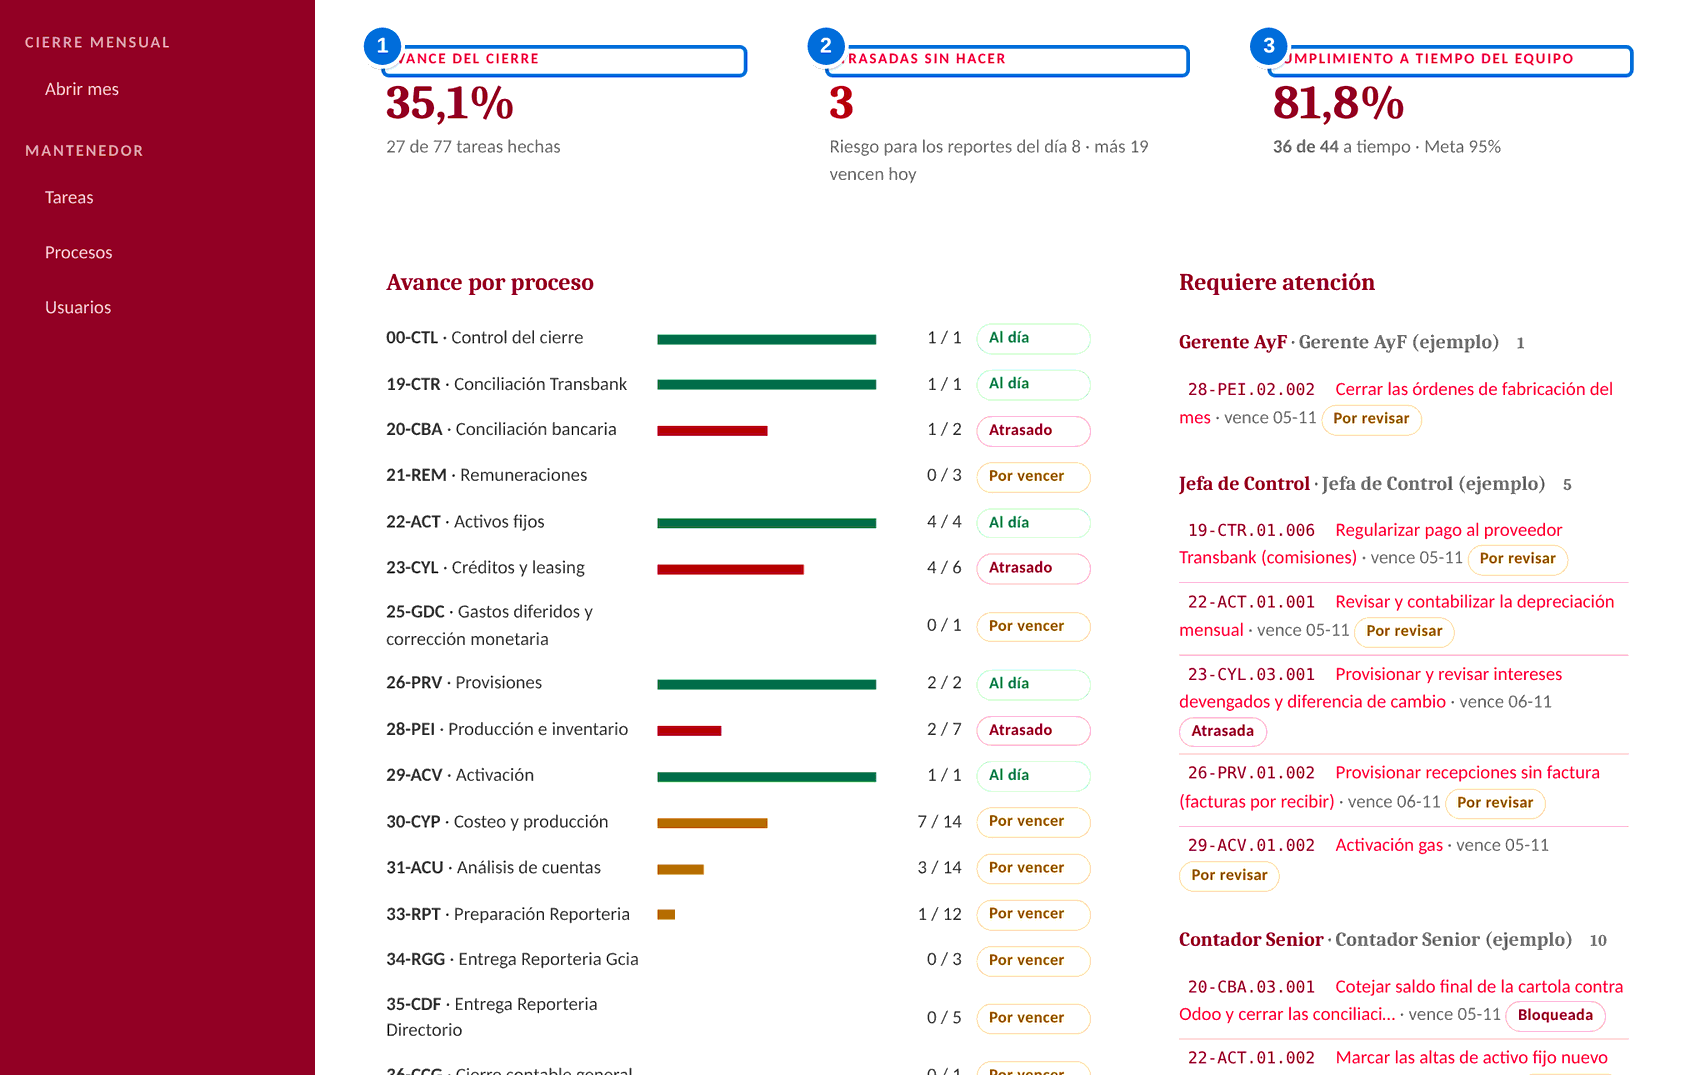 CIERRE MENSUAL
Abrir mes
MANTENEDOR
Tareas
Procesos
Usuarios
1
VANCE DEL CIERRE
35,1%
27 de 77 tareas hechas
2
RASADAS SIN HACER
3
Riesgo para los reportes del día 8 · más 19
vencen hoy
3
UMPLIMIENTO A TIEMPO DEL EQUIPO
81,8%
36 de 44 a tiempo · Meta 95%
Avance por proceso
00-CTL · Control del cierre 1 / 1 Al día
19-CTR · Conciliación Transbank 1 / 1 Al día
20-CBA · Conciliación bancaria 1 / 2 Atrasado
21-REM · Remuneraciones 0 / 3 Por vencer
22-ACT · Activos fijos 4 / 4 Al día
23-CYL · Créditos y leasing 4 / 6 Atrasado
25-GDC · Gastos diferidos y
corrección monetaria 0 / 1 Por vencer
26-PRV · Provisiones 2 / 2 Al día
28-PEI · Producción e inventario 2 / 7 Atrasado
29-ACV · Activación 1 / 1 Al día
30-CYP · Costeo y producción 7 / 14 Por vencer
31-ACU · Análisis de cuentas 3 / 14 Por vencer
33-RPT · Preparación Reporteria 1 / 12 Por vencer
34-RGG · Entrega Reporteria Gcia 0 / 3 Por vencer
35-CDF · Entrega Reporteria
Directorio 0 / 5 Por vencer
36-CCG · Cierre contable general 0 / 1 Por vencer
Requiere atención
Gerente AyF · Gerente AyF (ejemplo) 1
28-PEI.02.002 Cerrar las órdenes de fabricación del
mes · vence 05-11 Por revisar
Jefa de Control · Jefa de Control (ejemplo) 5
19-CTR.01.006 Regularizar pago al proveedor
Transbank (comisiones) · vence 05-11 Por revisar
22-ACT.01.001 Revisar y contabilizar la depreciación
mensual · vence 05-11 Por revisar
23-CYL.03.001 Provisionar y revisar intereses
devengados y diferencia de cambio · vence 06-11
Atrasada
26-PRV.01.002 Provisionar recepciones sin factura
(facturas por recibir) · vence 06-11 Por revisar
29-ACV.01.002 Activación gas · vence 05-11
Por revisar
Contador Senior · Contador Senior (ejemplo) 10
20-CBA.03.001 Cotejar saldo final de la cartola contra
Odoo y cerrar las conciliaci... · vence 05-11 Bloqueada
22-ACT.01.002 Marcar las altas de activo fijo nuevo